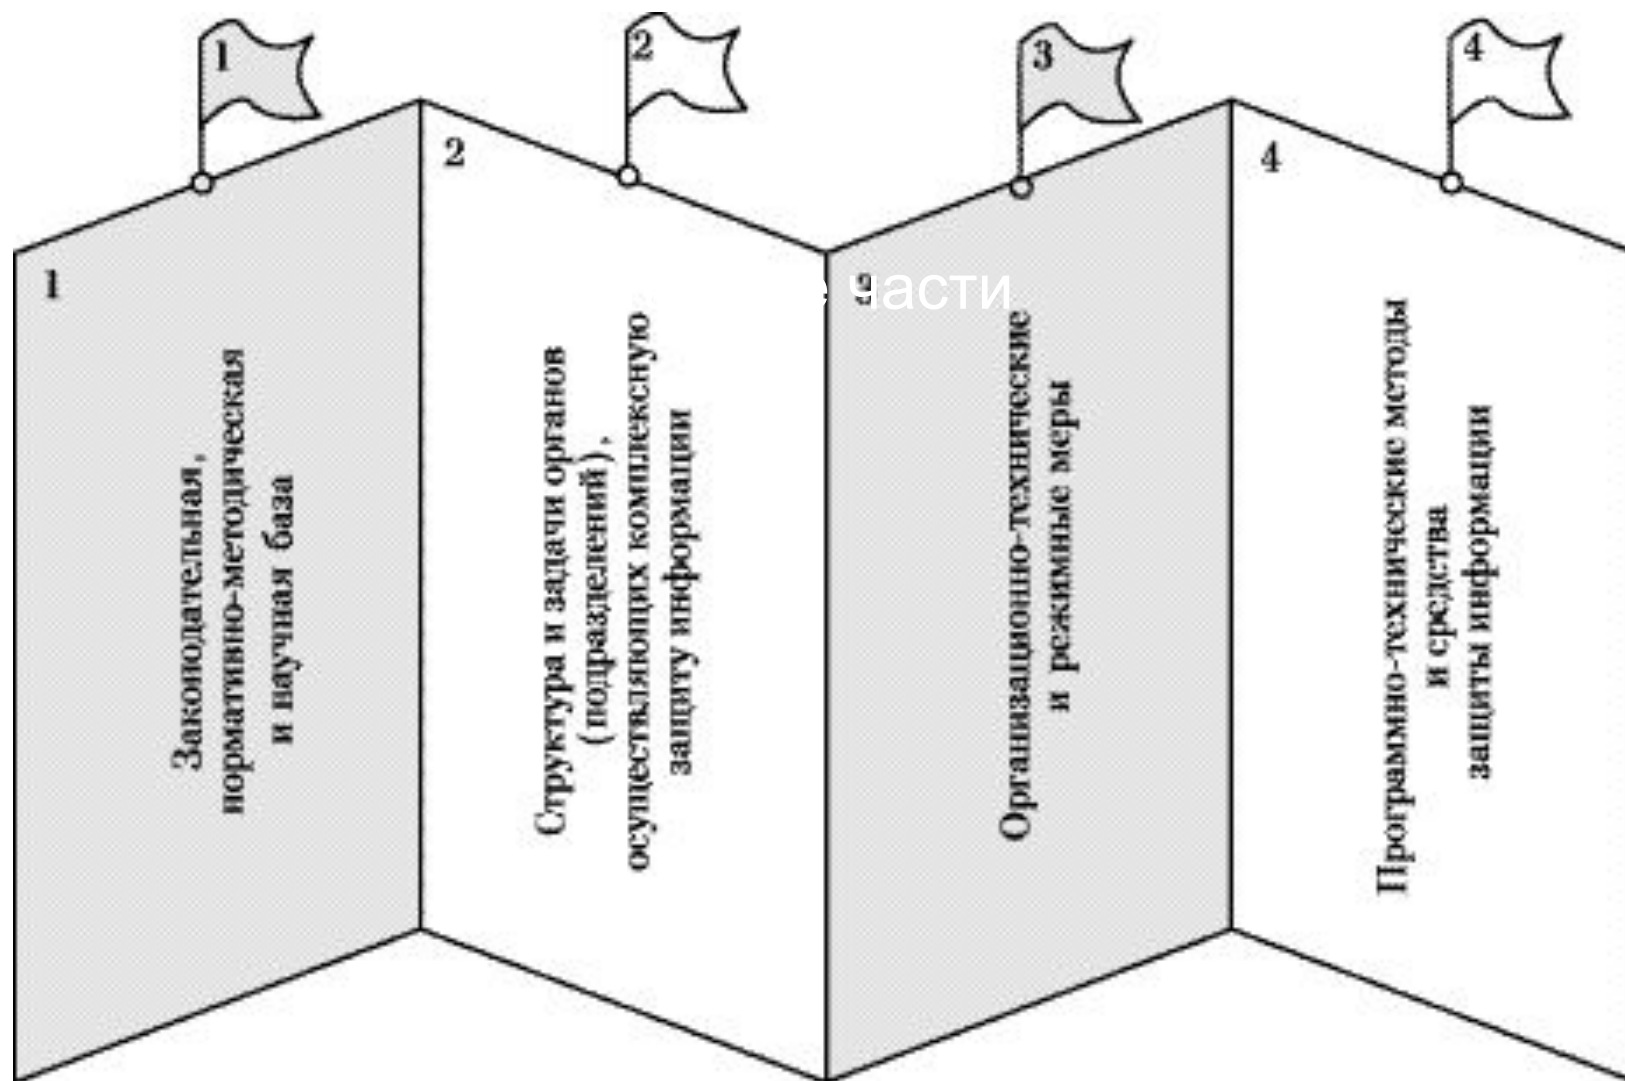 1
2
3
4
1
Законодательная,
нормативно-методическая
и научная база
2
Структура и задачи органов
(подразделений),
осуществляющих комплексную
защиту информации
3
Организационно-технические
и режимные меры
4
Программно-технические методы
и средства
защиты информации
части